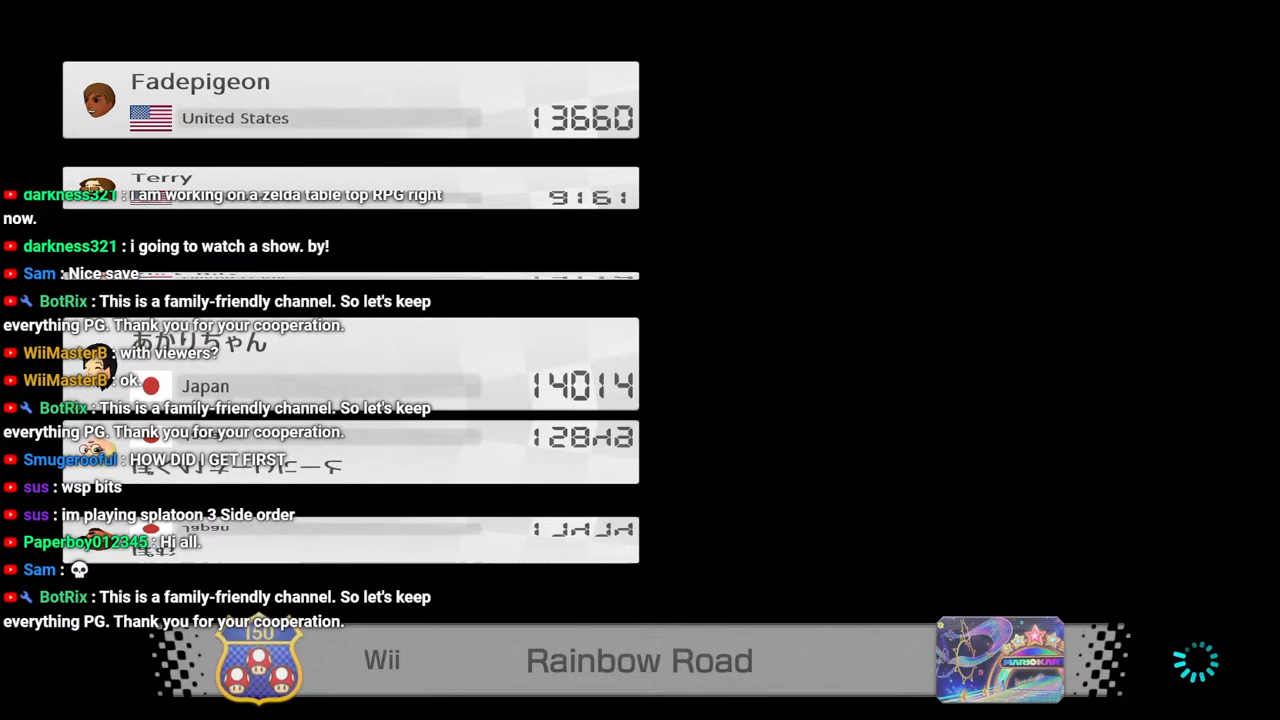 Fadepigeon
United States
13660
Terry
9161
darkness321 : i am working on a zelda table top RPG right
now.
darkness321 : i going to watch a show. by!
Sam : Nice save
BotRix : This is a family-friendly channel. So let's keep
everything PG. Thank you for your cooperation.
あかりちゃん
WiiMasterB : with viewers?
WiiMasterB : ok.
Japan
14014
BotRix : This is a family-friendly channel. So let's keep
everything PG. Thank you for your cooperation.
Smugerooful : HOW DID I GET FIRST
sus : wsp bits
sus : im playing splatoon 3 Side order
Japan
Paperboy012345 : Hi all.
Sam : 💀
BotRix : This is a family-friendly channel. So let's keep
everything PG. Thank you for your cooperation.
150
Wii
Rainbow Road
MARIOKART